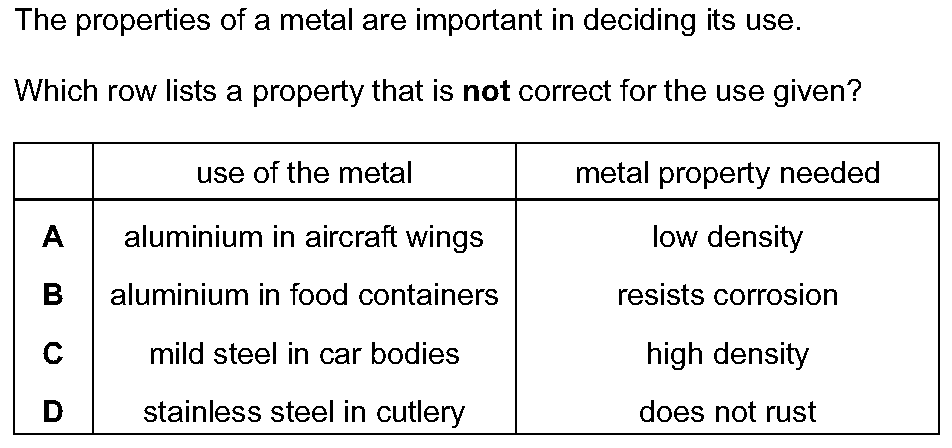 The properties of a metal are important in deciding its use.
Which row lists a property that is not correct for the use given?
use of the metal metal property needed
A aluminium in aircraft wings low density
B aluminium in food containers resists corrosion
C mild steel in car bodies high density
D stainless steel in cutlery does not rust